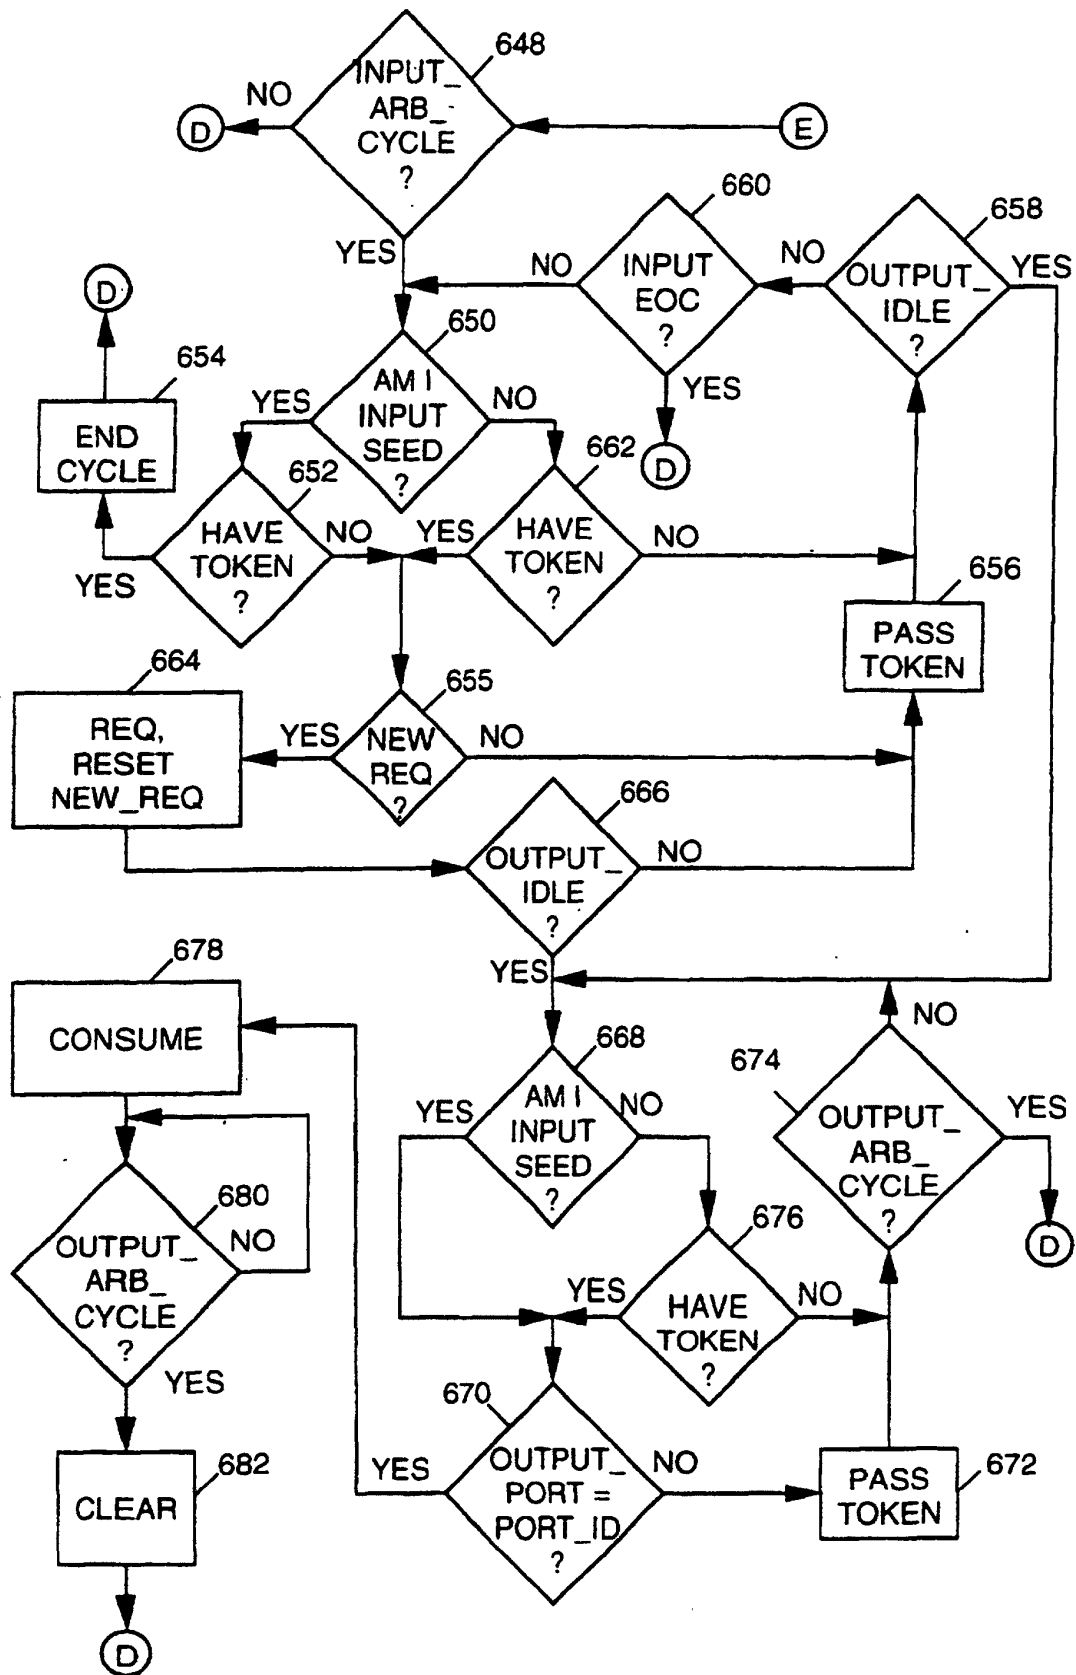 648
INPUT_
ARB_
CYCLE
?
NO
D
E
YES
660
INPUT
EOC
?
NO
YES
D
658
OUTPUT_
IDLE
?
NO
YES
D
654
END
CYCLE
650
AM I
INPUT
SEED
?
YES
NO
652
HAVE
TOKEN
?
YES
NO
662
HAVE
TOKEN
?
YES
NO
656
PASS
TOKEN
664
REQ,
RESET
NEW_REQ
655
NEW
REQ
?
YES
NO
666
OUTPUT_
IDLE
?
NO
YES
678
CONSUME
668
AM I
INPUT
SEED
?
YES
NO
674
OUTPUT_
ARB_
CYCLE
?
NO
YES
D
680
OUTPUT_
ARB_
CYCLE
?
NO
YES
676
HAVE
TOKEN
?
YES
NO
670
OUTPUT_
PORT =
PORT_ID
?
YES
NO
672
PASS
TOKEN
682
CLEAR
D